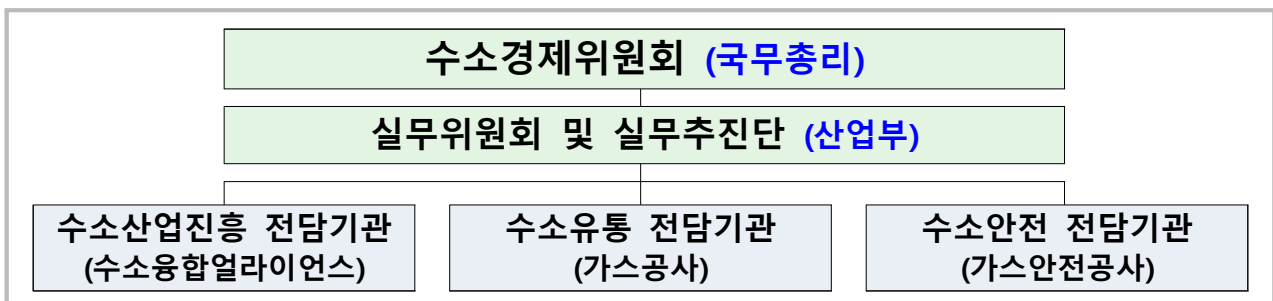 수소경제위원회 (국무총리)
실무위원회 및 실무추진단 (산업부)
수소산업진흥 전담기관
(수소융합얼라이언스)
수소유통 전담기관
(가스공사)
수소안전 전담기관
(가스안전공사)